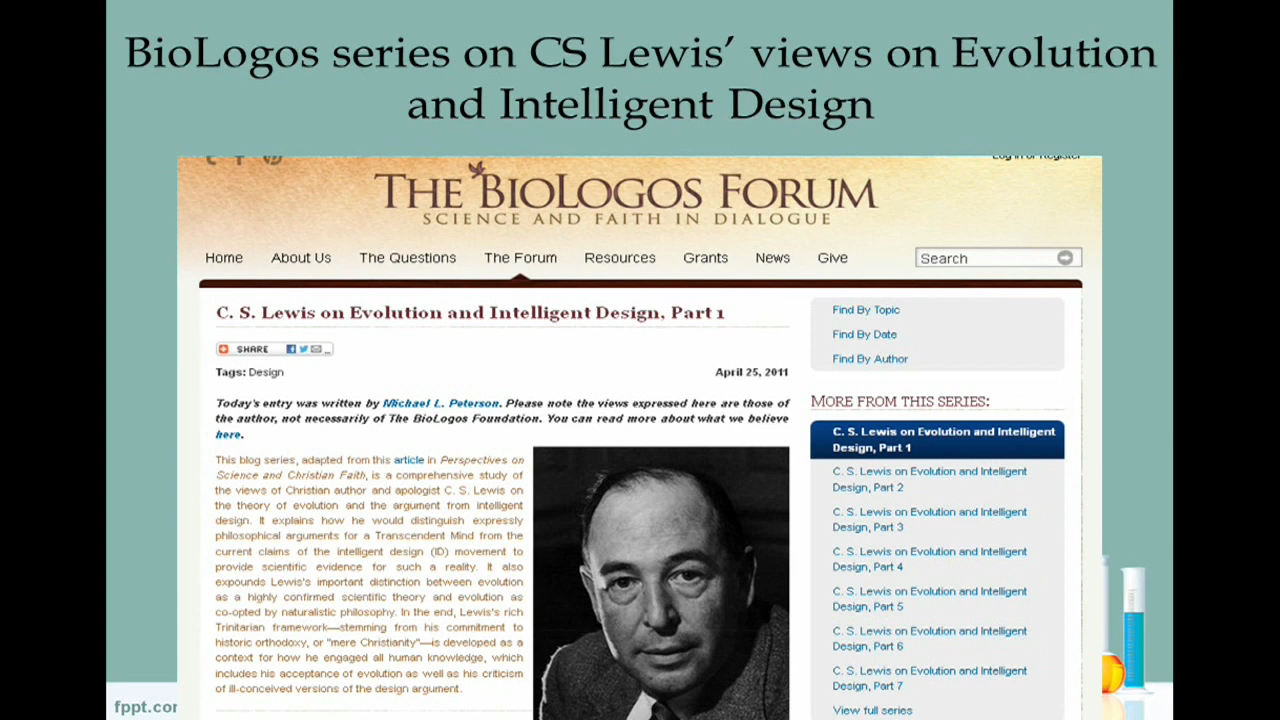 BioLogos series on CS Lewis’ views on Evolution
and Intelligent Design
Log in or Register
THE BIOLOGOS FORUM
SCIENCE AND FAITH IN DIALOGUE
Home About Us The Questions The Forum Resources Grants News Give Search
C. S. Lewis on Evolution and Intelligent Design, Part 1
SHARE
Tags: Design April 25, 2011
Today's entry was written by Michael L. Peterson. Please note the views expressed here are those of
the author, not necessarily of The BioLogos Foundation. You can read more about what we believe
here.
This blog series, adapted from this article in Perspectives on
Science and Christian Faith, is a comprehensive study of
the views of Christian author and apologist C. S. Lewis on
the theory of evolution and the argument from intelligent
design. It explains how he would distinguish expressly
philosophical arguments for a Transcendent Mind from the
current claims of the intelligent design (ID) movement to
provide scientific evidence for such a reality. It also
expounds Lewis's important distinction between evolution
as a highly confirmed scientific theory and evolution as
co-opted by naturalistic philosophy. In the end, Lewis's rich
Trinitarian framework—stemming from his commitment to
historic orthodoxy, or "mere Christianity"—is developed as a
context for how he engaged all human knowledge, which
includes his acceptance of evolution as well as his criticism
of ill-conceived versions of the design argument.
Find By Topic
Find By Date
Find By Author
MORE FROM THIS SERIES:
C. S. Lewis on Evolution and Intelligent
Design, Part 1
C. S. Lewis on Evolution and Intelligent
Design, Part 2
C. S. Lewis on Evolution and Intelligent
Design, Part 3
C. S. Lewis on Evolution and Intelligent
Design, Part 4
C. S. Lewis on Evolution and Intelligent
Design, Part 5
C. S. Lewis on Evolution and Intelligent
Design, Part 6
C. S. Lewis on Evolution and Intelligent
Design, Part 7
View full series
fppt.cor